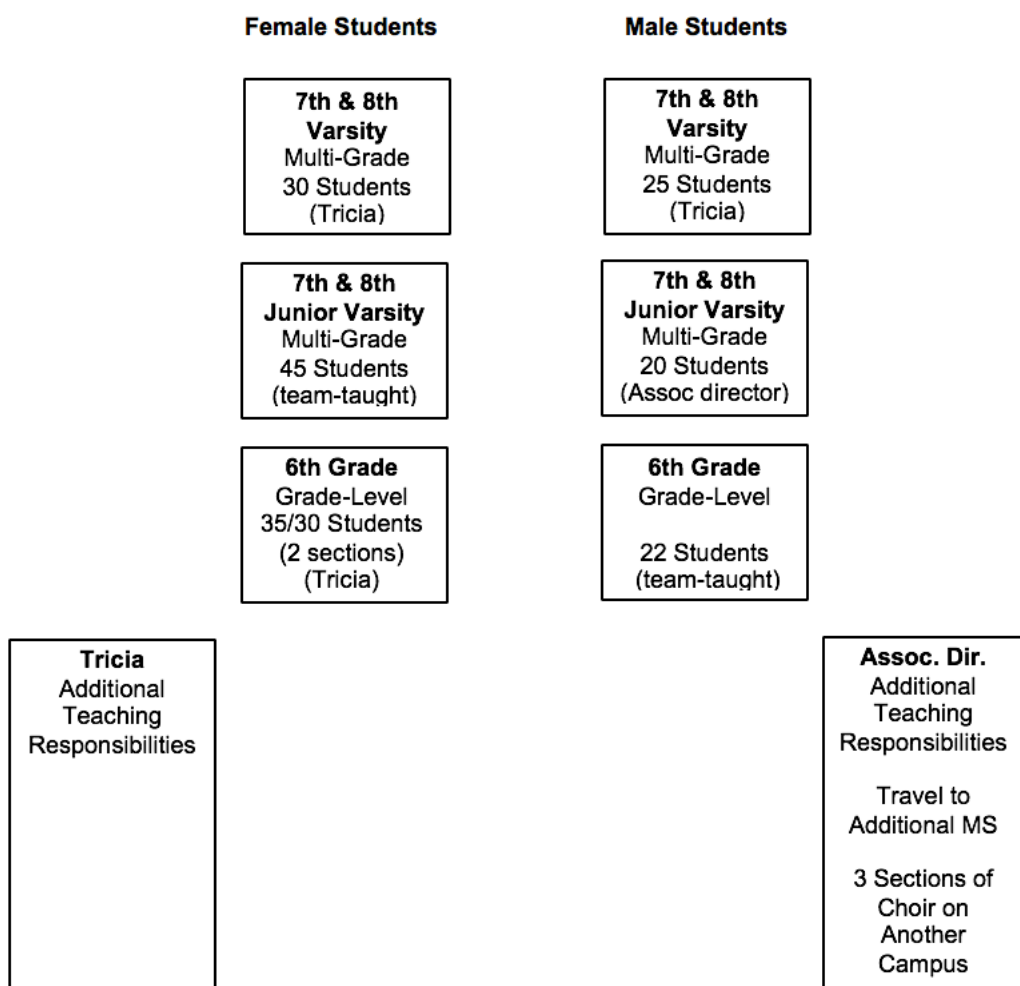 Female Students
Male Students
7th & 8th
Varsity
Multi-Grade
30 Students
(Tricia)
7th & 8th
Varsity
Multi-Grade
25 Students
(Tricia)
7th & 8th
Junior Varsity
Multi-Grade
45 Students
(team-taught)
7th & 8th
Junior Varsity
Multi-Grade
20 Students
(Assoc director)
6th Grade
Grade-Level
35/30 Students
(2 sections)
(Tricia)
6th Grade
Grade-Level
22 Students
(team-taught)
Tricia
Additional
Teaching
Responsibilities
Assoc. Dir.
Additional
Teaching
Responsibilities
Travel to
Additional MS
3 Sections of
Choir on
Another
Campus